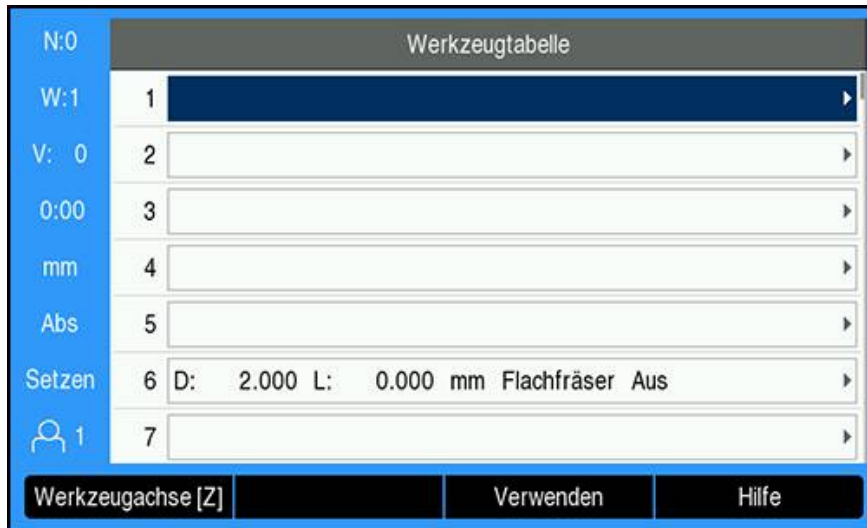 N:0
Werkzeugtabelle
W:1
1
V: 0
2
0:00
3
mm
4
Abs
5
Setzen
6 D: 2.000 L: 0.000 mm Flachfräser Aus
1
7
Werkzeugachse [Z] Verwenden Hilfe